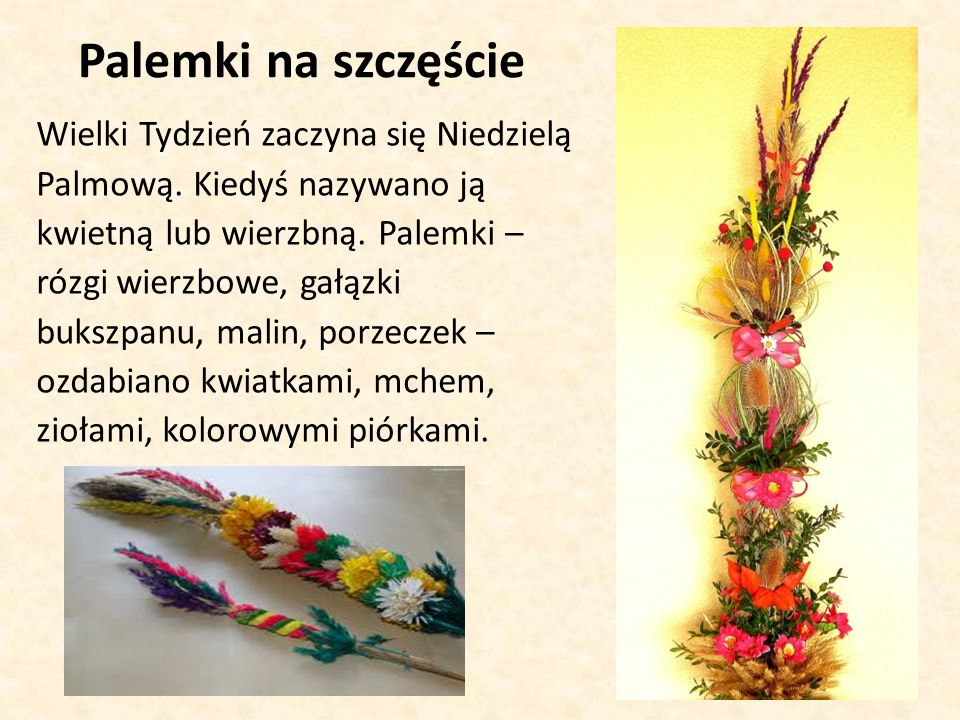 Palemki na szczęście
Wielki Tydzień zaczyna się Niedzielą
Palmową. Kiedyś nazywano ją
kwietną lub wierzbną. Palemki –
rózgi wierzbowe, gałązki
bukszpanu, malin, porzeczek –
ozdabiano kwiatkami, mchem,
ziołami, kolorowymi piórkami.